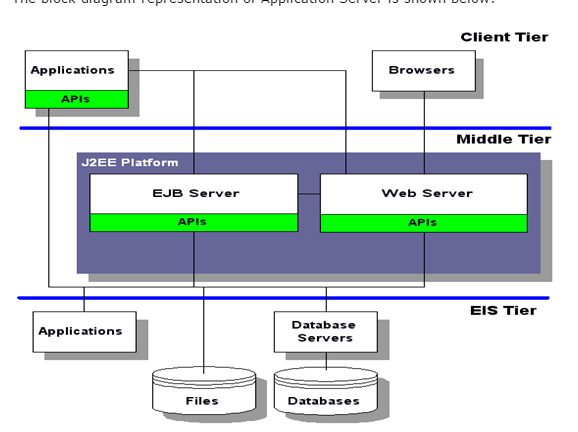 The block diagram representation of Application Server is shown below:
Client Tier
Applications
APIs
Browsers
Middle Tier
J2EE Platform
EJB Server
APIs
Web Server
APIs
EIS Tier
Applications
Database
Servers
Files
Databases